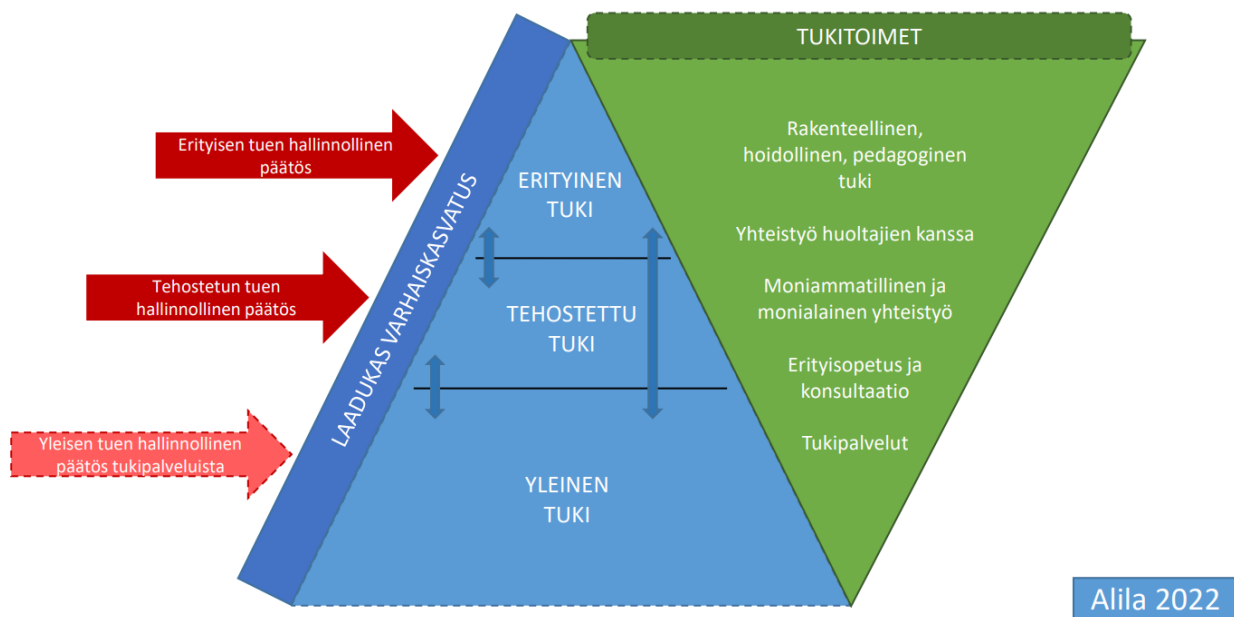 TUKITOIMET
Erityisen tuen hallinnollinen
päätös
Tehostetun tuen
hallinnollinen päätös
Yleisen tuen hallinnollinen
päätös tukipalveluista
LAADUKAS VARHAISKASVATUS
ERITYINEN
TUKI
TEHOSTETTU
TUKI
YLEINEN
TUKI
Rakenteellinen,
hoidollinen, pedagoginen
tuki
Yhteistyö huoltajien kanssa
Moniammatillinen ja
monialainen yhteistyö
Erityisopetus ja
konsultaatio
Tukipalvelut
Alila 2022